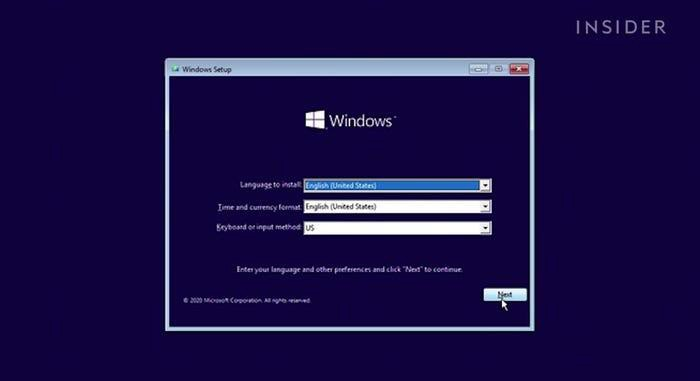 INSIDER
Windows Setup
Windows
Language to install: English (United States)
Time and currency format: English (United States)
Keyboard or input method: US
Enter your language and other preferences and click "Next" to continue.
Next
© 2020 Microsoft Corporation. All rights reserved.